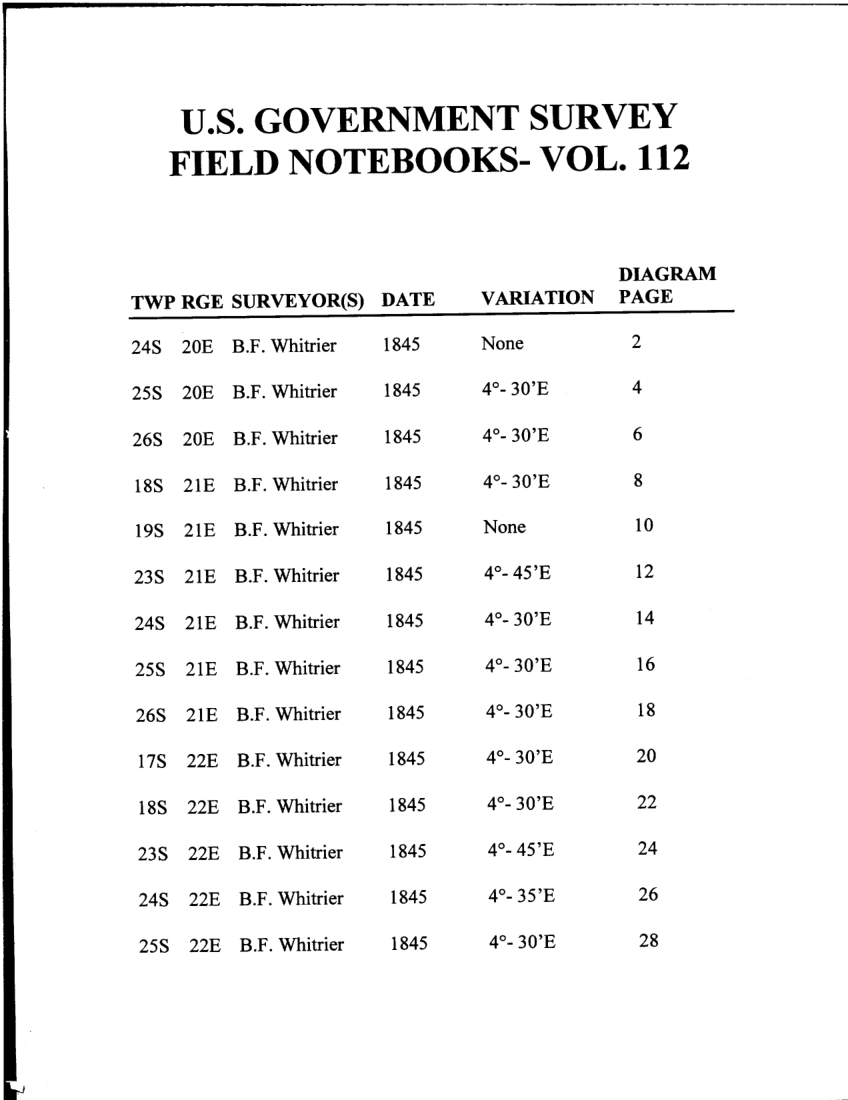 U.S. GOVERNMENT SURVEY
FIELD NOTEBOOKS- VOL. 112
DIAGRAM
TWP RGE SURVEYOR(S) DATE VARIATION PAGE
24S 20E B.F. Whitrier 1845 None 2
25S 20E B.F. Whitrier 1845 4°- 30’E 4
26S 20E B.F. Whitrier 1845 4°- 30’E 6
18S 21E B.F. Whitrier 1845 4°- 30’E 8
19S 21E B.F. Whitrier 1845 None 10
23S 21E B.F. Whitrier 1845 4°- 45’E 12
24S 21E B.F. Whitrier 1845 4°- 30’E 14
25S 21E B.F. Whitrier 1845 4°- 30’E 16
26S 21E B.F. Whitrier 1845 4°- 30’E 18
17S 22E B.F. Whitrier 1845 4°- 30’E 20
18S 22E B.F. Whitrier 1845 4°- 30’E 22
23S 22E B.F. Whitrier 1845 4°- 45’E 24
24S 22E B.F. Whitrier 1845 4°- 35’E 26
25S 22E B.F. Whitrier 1845 4°- 30’E 28